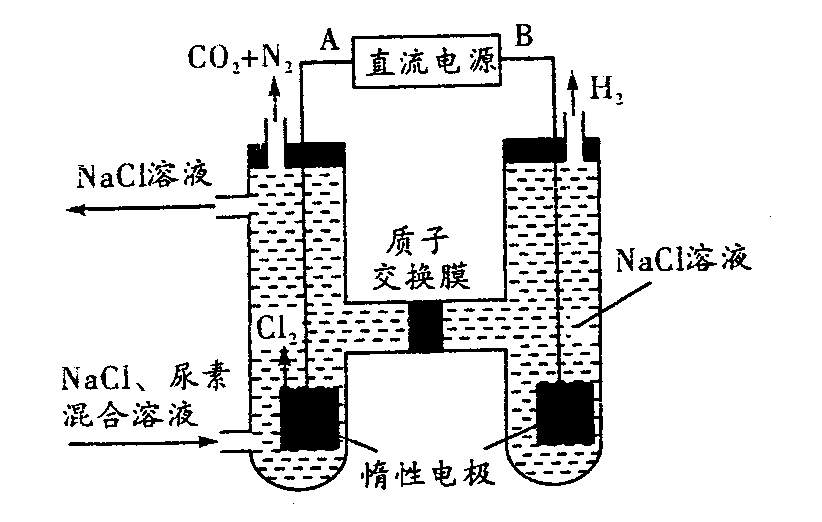 CO₂+N₂
A
直流电源
B
H₂
NaCl溶液
质子
交换膜
NaCl溶液
Cl₂
NaCl、尿素
混合溶液
惰性电极